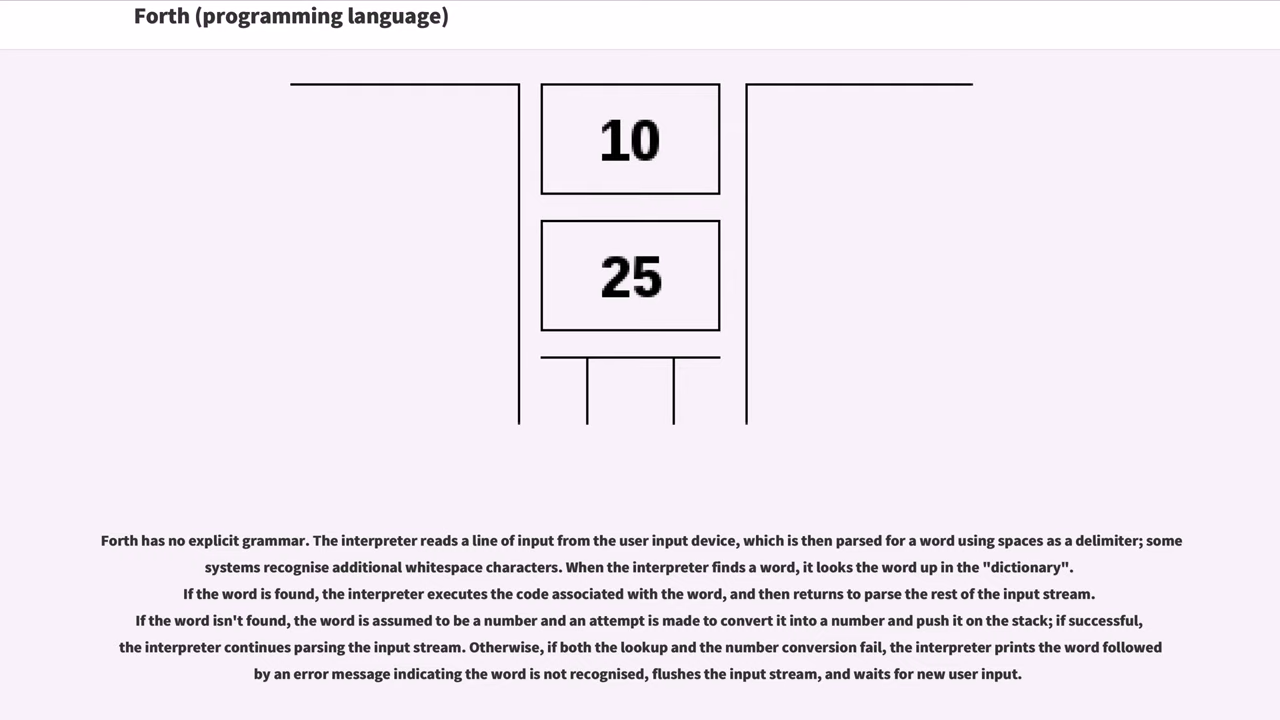 Forth (programming language)
10
25
Forth has no explicit grammar. The interpreter reads a line of input from the user input device, which is then parsed for a word using spaces as a delimiter; some
systems recognise additional whitespace characters. When the interpreter finds a word, it looks the word up in the "dictionary".
If the word is found, the interpreter executes the code associated with the word, and then returns to parse the rest of the input stream.
If the word isn't found, the word is assumed to be a number and an attempt is made to convert it into a number and push it on the stack; if successful,
the interpreter continues parsing the input stream. Otherwise, if both the lookup and the number conversion fail, the interpreter prints the word followed
by an error message indicating the word is not recognised, flushes the input stream, and waits for new user input.